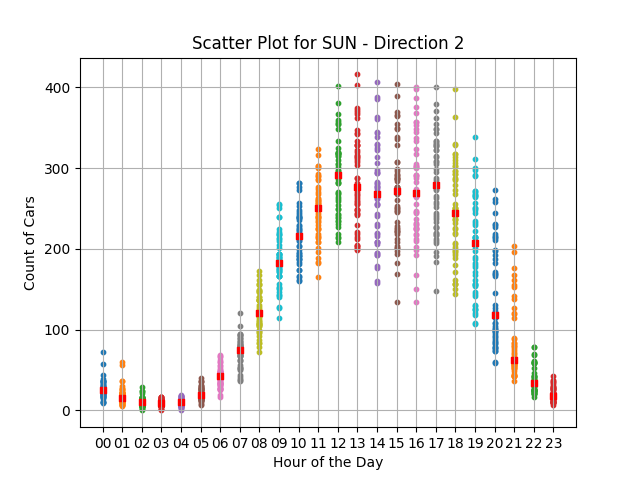 Scatter Plot for SUN - Direction 2
Count of Cars
400
300
200
100
0
00 01 02 03 04 05 06 07 08 09 10 11 12 13 14 15 16 17 18 19 20 21 22 23
Hour of the Day